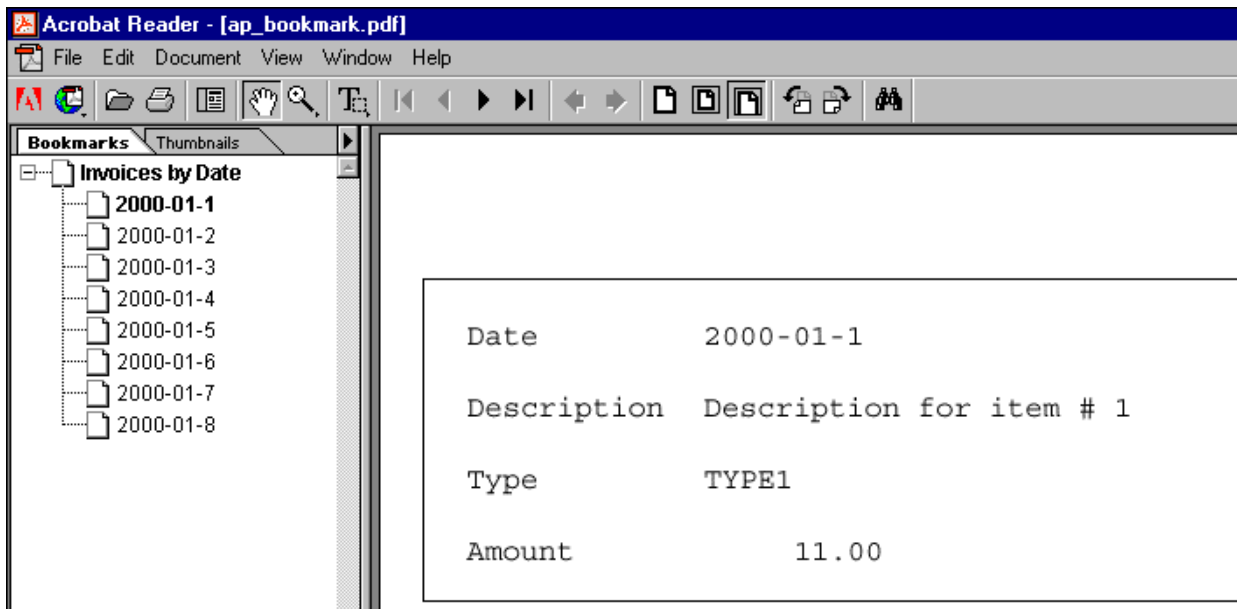 Acrobat Reader - [ap_bookmark.pdf]
File Edit Document View Window Help
Bookmarks Thumbnails
Invoices by Date
2000-01-1
2000-01-2
2000-01-3
2000-01-4
2000-01-5
2000-01-6
2000-01-7
2000-01-8
Date 2000-01-1
Description Description for item # 1
Type TYPE1
Amount 11.00